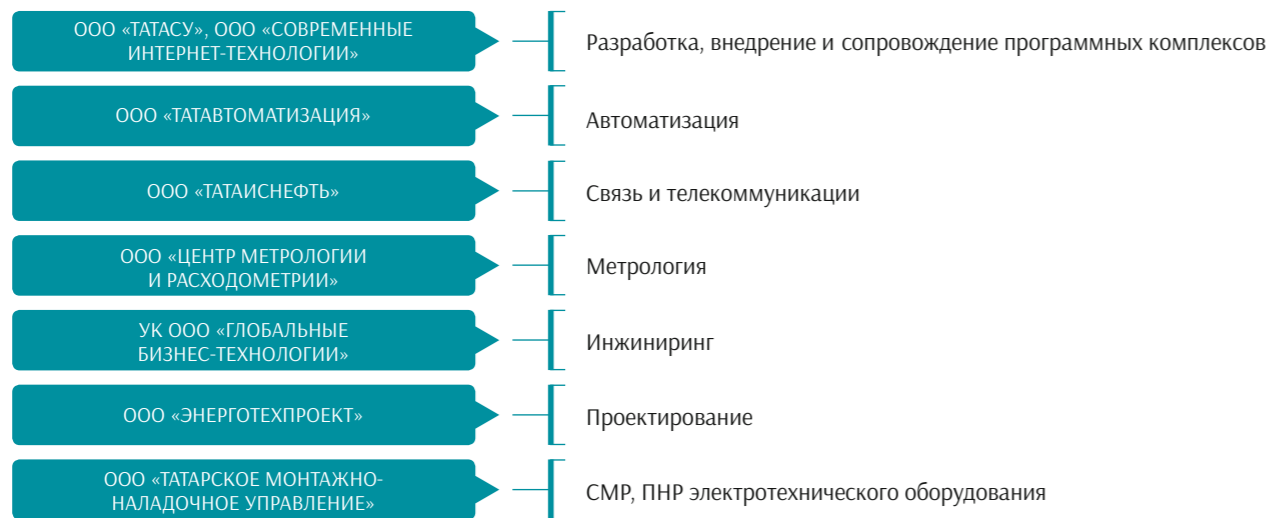 ООО «ТАТАСУ», ООО «СОВРЕМЕННЫЕ
ИНТЕРНЕТ-ТЕХНОЛОГИИ»
Разработка, внедрение и сопровождение программных комплексов
ООО «ТАТАВТОМАТИЗАЦИЯ»
Автоматизация
ООО «ТАТАИСНЕФТЬ»
Связь и телекоммуникации
ООО «ЦЕНТР МЕТРОЛОГИИ
И РАСХОДОМЕТРИИ»
Метрология
УК ООО «ГЛОБАЛЬНЫЕ
БИЗНЕС-ТЕХНОЛОГИИ»
Инжиниринг
ООО «ЭНЕРГОТЕХПРОЕКТ»
Проектирование
ООО «ТАТАРСКОЕ МОНТАЖНО-
НАЛАДОЧНОЕ УПРАВЛЕНИЕ»
СМР, ПНР электротехнического оборудования